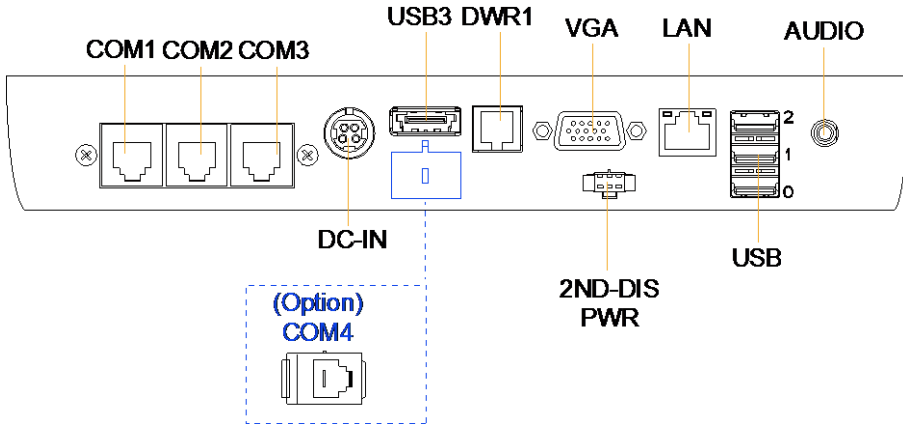 USB3 DWR1 VGA LAN AUDIO
COM1 COM2 COM3
2
1
0
DC-IN
USB
2ND-DIS
PWR
(Option)
COM4